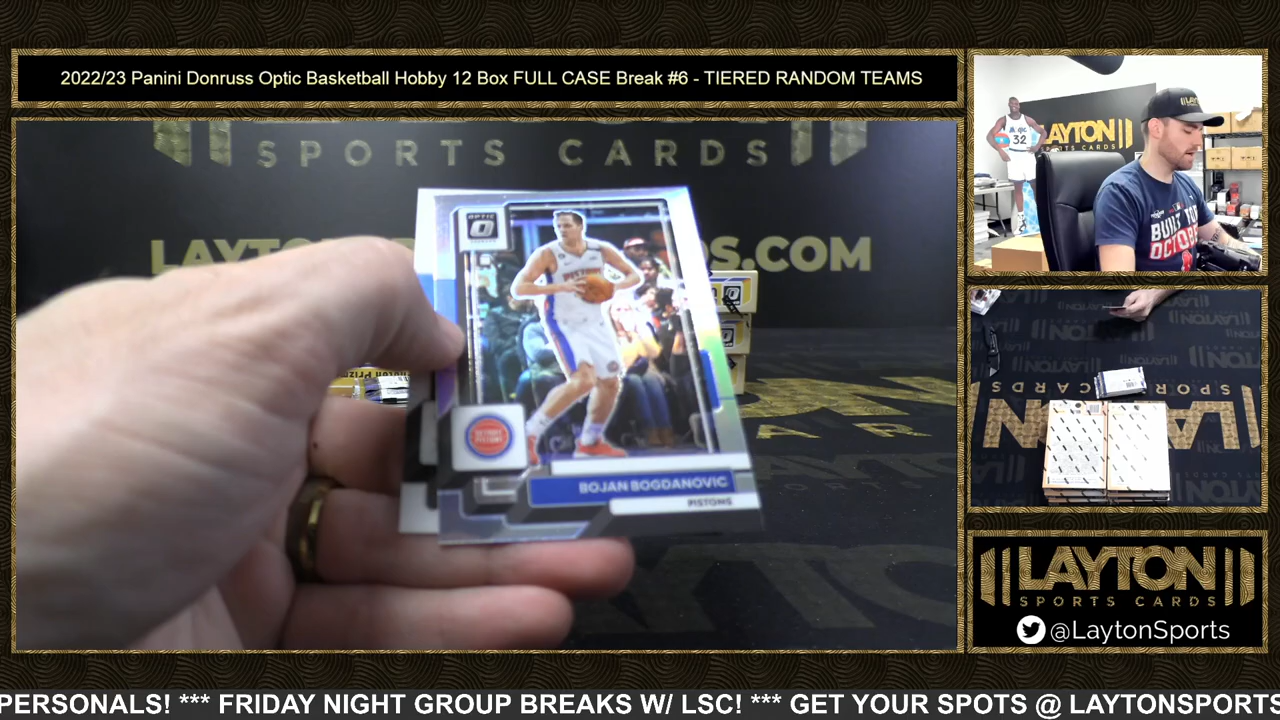 2022/23 Panini Donruss Optic Basketball Hobby 12 Box FULL CASE Break #6 - TIERED RANDOM TEAMS
SPORTS CARDS
OPTIC
DETROIT PISTONS
BOJAN BOGDANOVIC
PISTONS
LAYTON
SPORTS CARDS
32
BUILT
OCTOBER
LAYTON
SPORTS CARDS
@LaytonSports
PERSONALS! *** FRIDAY NIGHT GROUP BREAKS W/ LSC! *** GET YOUR SPOTS @ LAYTONSPORTS